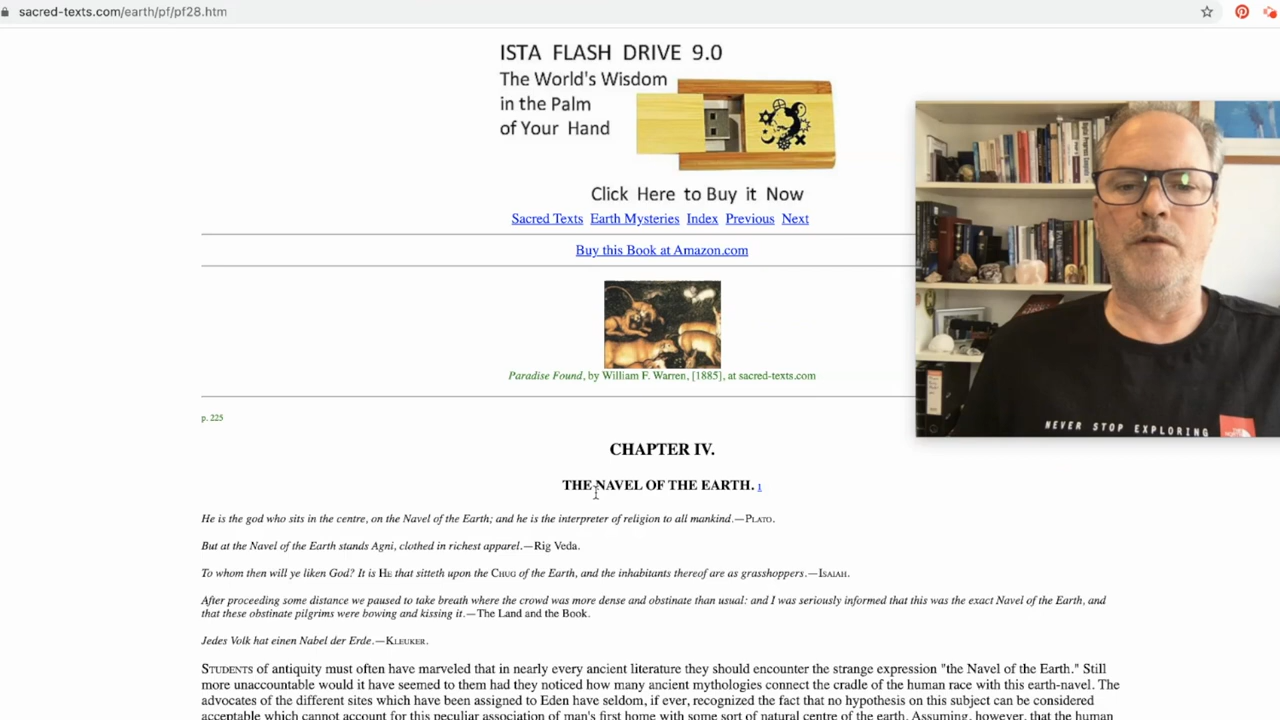 sacred-texts.com/earth/pf/pf28.htm
ISTA FLASH DRIVE 9.0
The World's Wisdom
in the Palm
of Your Hand
Click Here to Buy it Now
Sacred Texts Earth Mysteries Index Previous Next
Buy this Book at Amazon.com
Paradise Found, by William F. Warren, [1885], at sacred-texts.com
p. 225
CHAPTER IV.
THE NAVEL OF THE EARTH. 1
He is the god who sits in the centre, on the Navel of the Earth; and he is the interpreter of religion to all mankind.—PLATO.
But at the Navel of the Earth stands Agni, clothed in richest apparel.—Rig Veda.
To whom then will ye liken God? It is HE that sitteth upon the CHUG of the Earth, and the inhabitants thereof are as grasshoppers.—ISAIAH.
After proceeding some distance we paused to take breath where the crowd was more dense and obstinate than usual: and I was seriously informed that this was the exact Navel of the Earth, and
that these obstinate pilgrims were bowing and kissing it.—The Land and the Book.
Jedes Volk hat einen Nabel der Erde.—KLEUKER.
STUDENTS of antiquity must often have marveled that in nearly every ancient literature they should encounter the strange expression "the Navel of the Earth." Still
more unaccountable would it have seemed to them had they noticed how many ancient mythologies connect the cradle of the human race with this earth-navel. The
advocates of the different sites which have been assigned to Eden have seldom, if ever, recognized the fact that no hypothesis on this subject can be considered
acceptable which cannot account for this peculiar association of man's first home with some sort of natural centre of the earth. Assuming, however, that the human
NEVER STOP EXPLORING